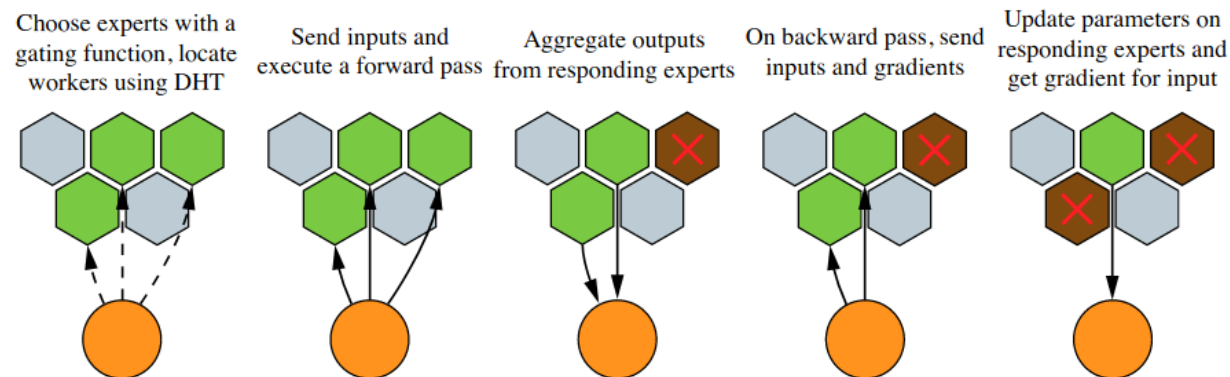 Choose experts with a
gating function, locate
workers using DHT
Send inputs and
execute a forward pass
Aggregate outputs
from responding experts
On backward pass, send
inputs and gradients
Update parameters on
responding experts and
get gradient for input